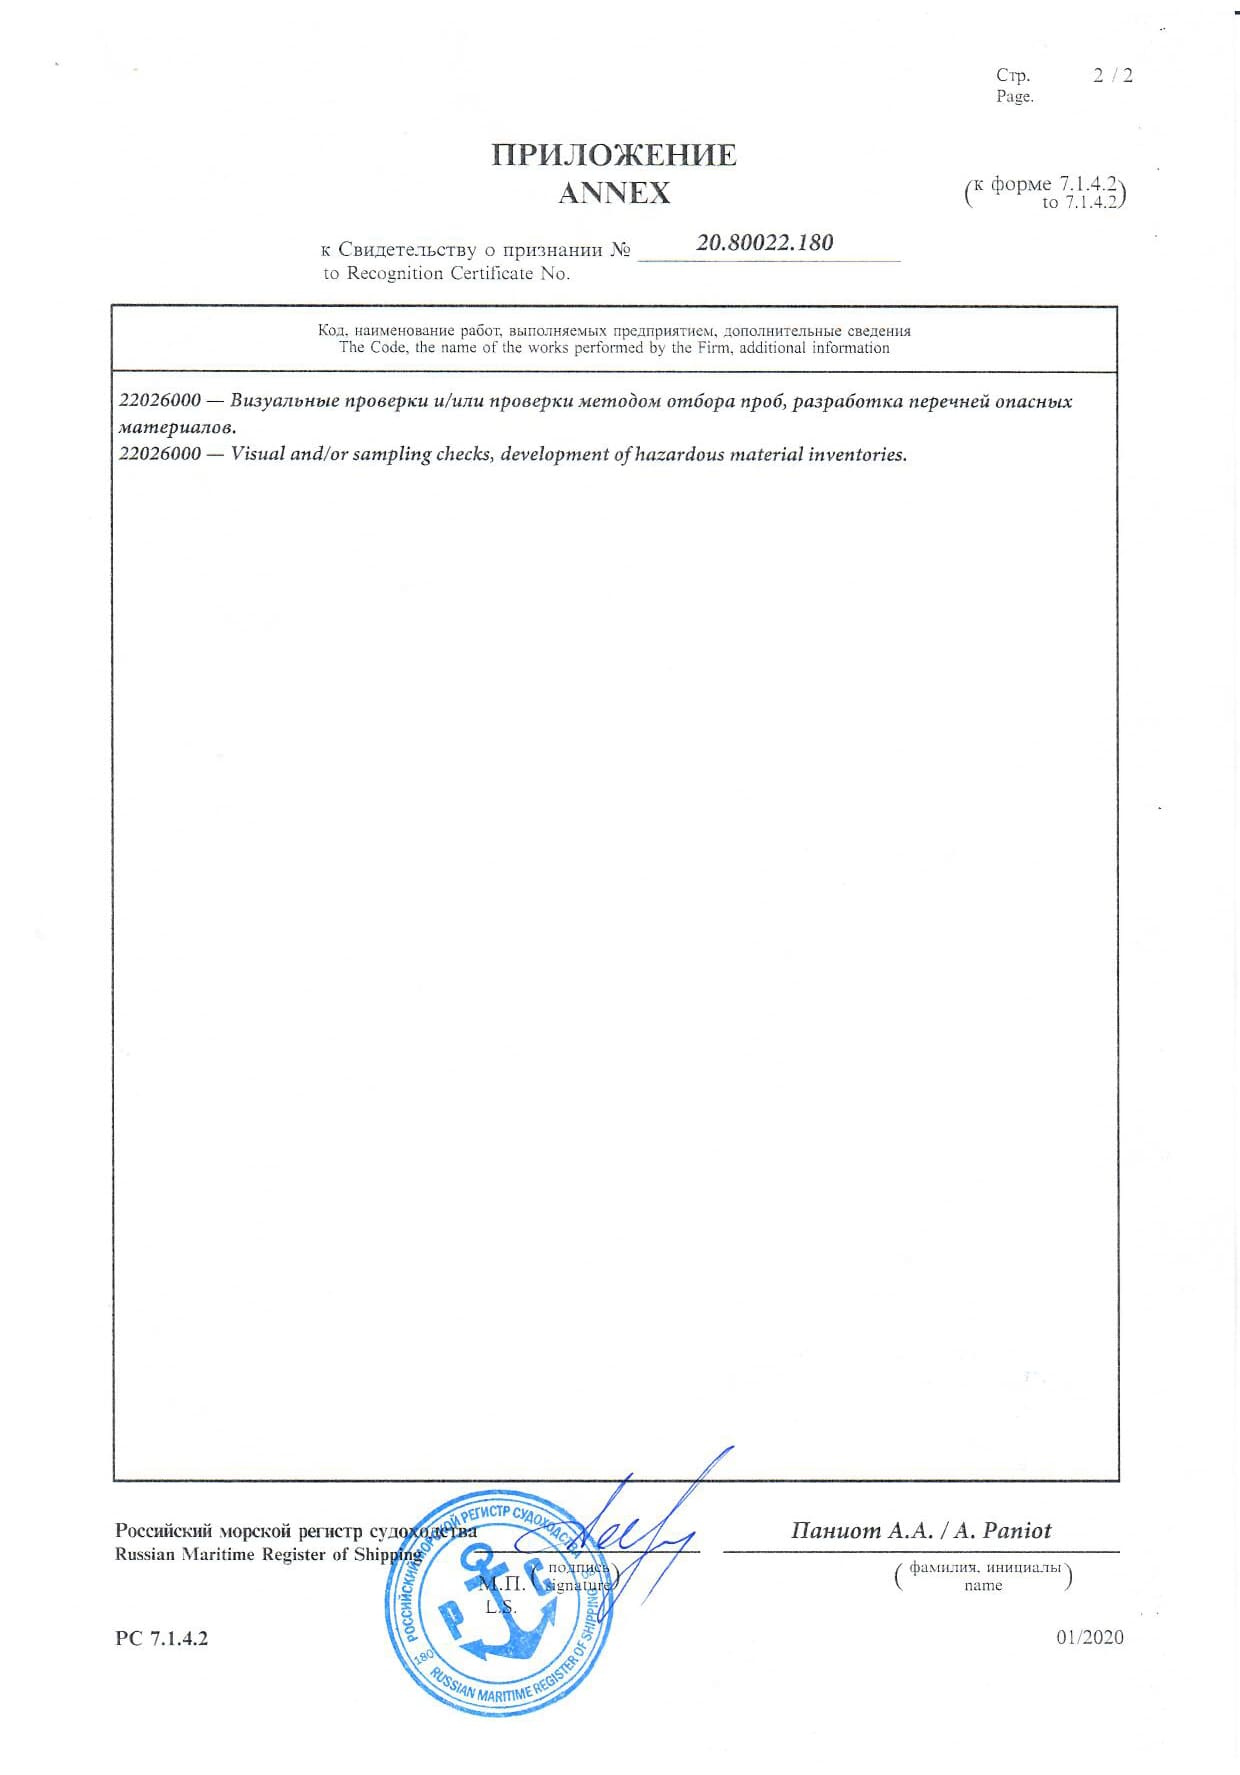 Стр. 2 / 2
Page.
ПРИЛОЖЕНИЕ
ANNEX
(к форме 7.1.4.2)
to 7.1.4.2
к Свидетельству о признании № 20.80022.180
to Recognition Certificate No.
Код, наименование работ, выполняемых предприятием, дополнительные сведения
The Code, the name of the works performed by the Firm, additional information
22026000 — Визуальные проверки и/или проверки методом отбора проб, разработка перечней опасных
материалов.
22026000 — Visual and/or sampling checks, development of hazardous material inventories.
Российский морской регистр судоходства
Russian Maritime Register of Shipping
Паниот А.А. / A. Paniot
(подпись)
signature
М.П.
L.S.
(фамилия, инициалы)
name
РОССИЙСКИЙ МОРСКОЙ РЕГИСТР СУДОХОДСТВА
Р С
180
RUSSIAN MARITIME REGISTER OF SHIPPING
РС 7.1.4.2
01/2020